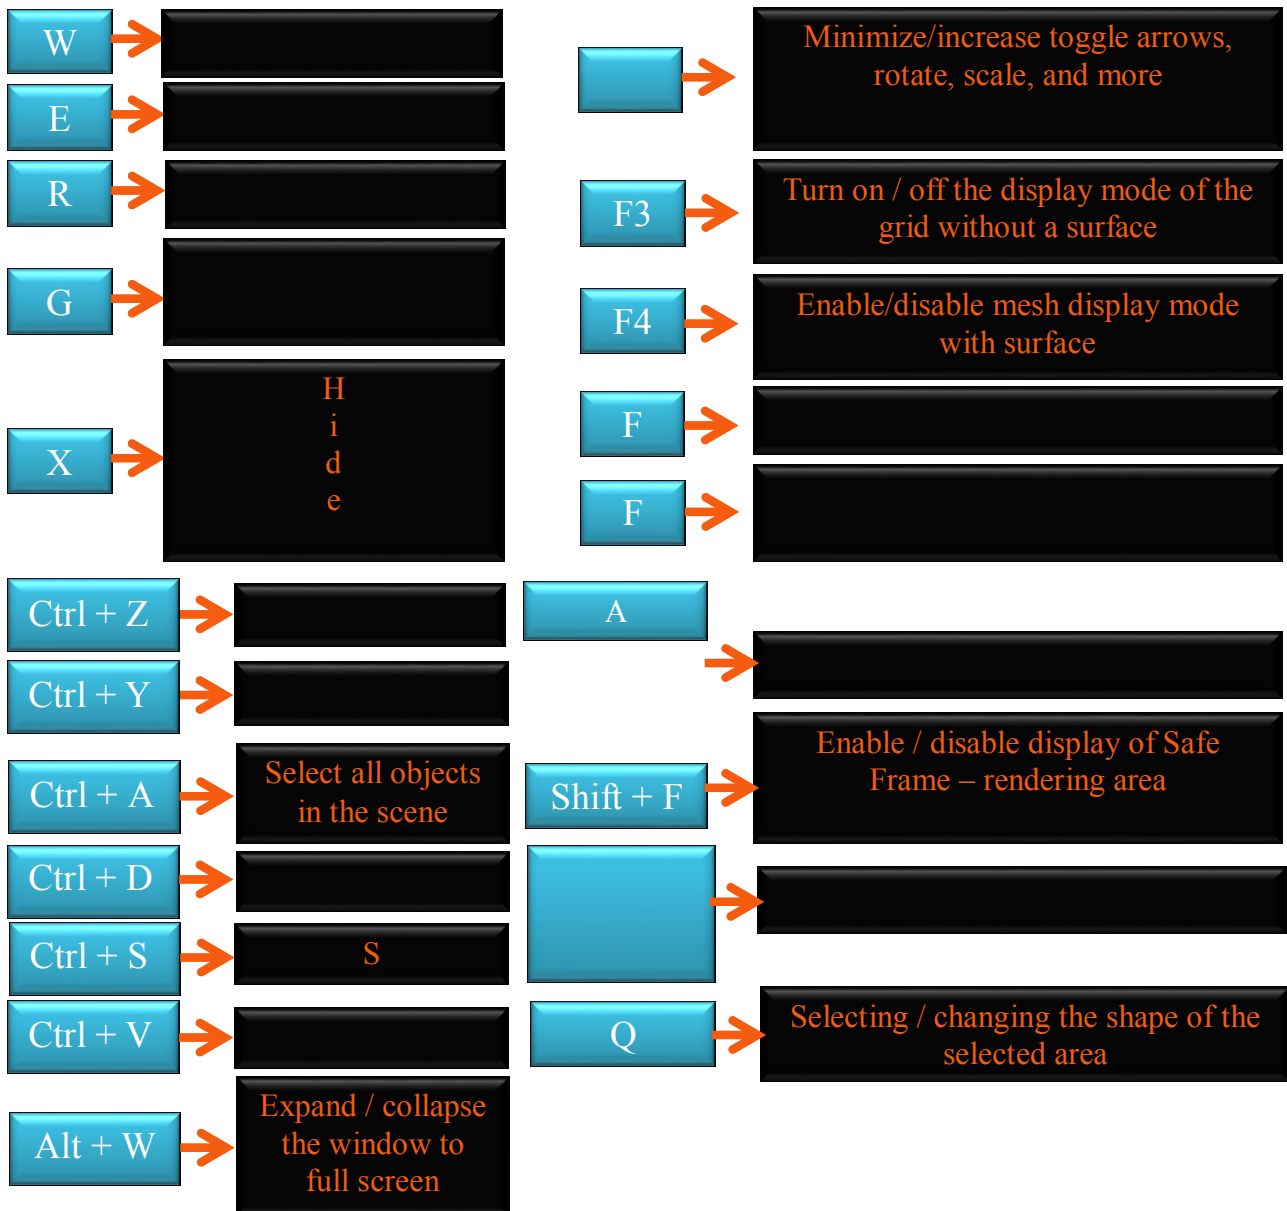 W
E
R
G
X
H
i
d
e
Minimize/increase toggle arrows,
rotate, scale, and more
F3
Turn on / off the display mode of the
grid without a surface
F4
Enable/disable mesh display mode
with surface
F
F
Ctrl + Z
Ctrl + Y
Ctrl + A
Select all objects
in the scene
Ctrl + D
Ctrl + S
S
Ctrl + V
Alt + W
Expand / collapse
the window to
full screen
A
Shift + F
Enable / disable display of Safe
Frame – rendering area
Q
Selecting / changing the shape of the
selected area